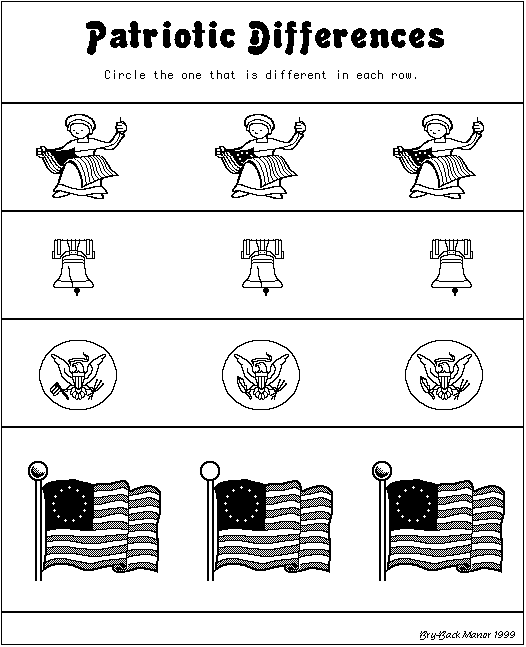 Patriotic Differences
Circle the one that is different in each row.
Bry-Back Manor 1999